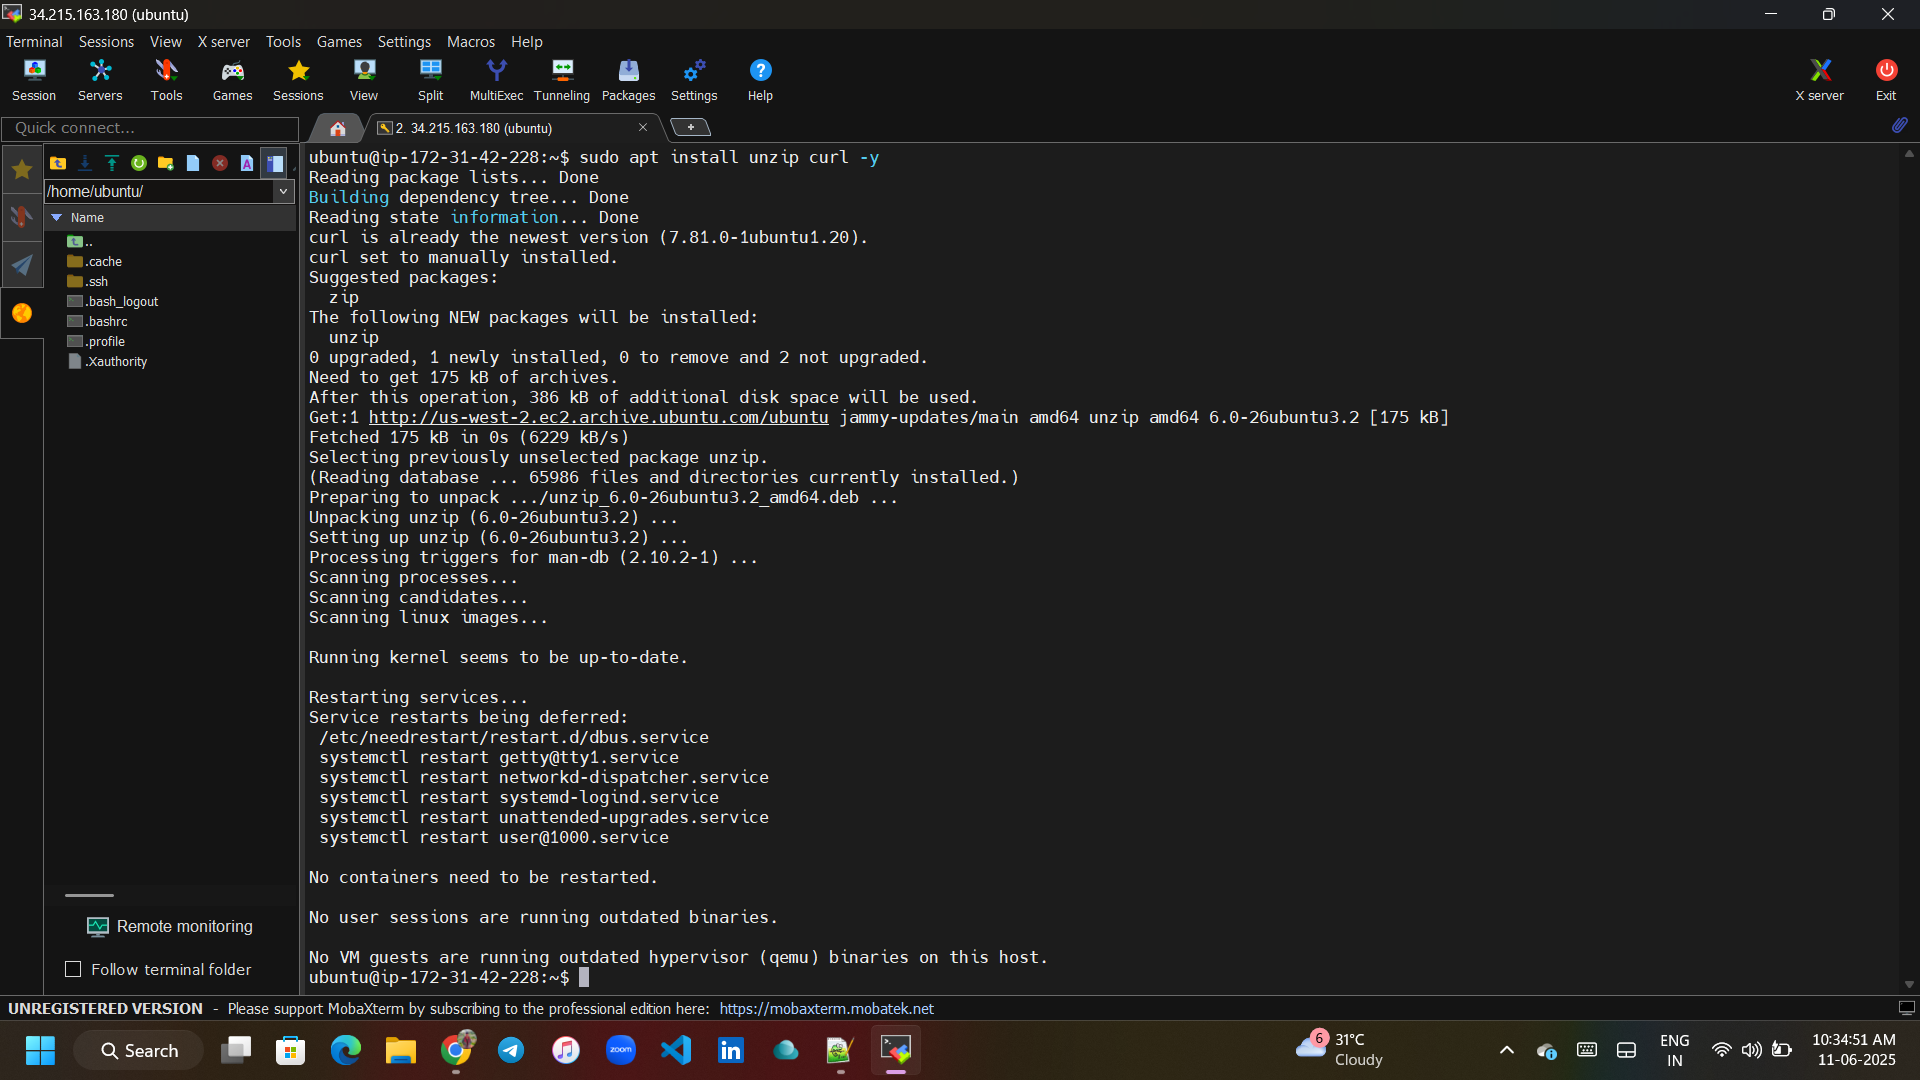 34.215.163.180 (ubuntu)
Terminal Sessions View X server Tools Games Settings Macros Help
Session Servers Tools Games Sessions View Split MultiExec Tunneling Packages Settings Help X server Exit
Quick connect...
2. 34.215.163.180 (ubuntu)
/home/ubuntu/
Name
..
.cache
.ssh
.bash_logout
.bashrc
.profile
.Xauthority
Remote monitoring
Follow terminal folder
ubuntu@ip-172-31-42-228:~$ sudo apt install unzip curl -y
Reading package lists... Done
Building dependency tree... Done
Reading state information... Done
curl is already the newest version (7.81.0-1ubuntu1.20).
curl set to manually installed.
Suggested packages:
  zip
The following NEW packages will be installed:
  unzip
0 upgraded, 1 newly installed, 0 to remove and 2 not upgraded.
Need to get 175 kB of archives.
After this operation, 386 kB of additional disk space will be used.
Get:1 http://us-west-2.ec2.archive.ubuntu.com/ubuntu jammy-updates/main amd64 unzip amd64 6.0-26ubuntu3.2 [175 kB]
Fetched 175 kB in 0s (6229 kB/s)
Selecting previously unselected package unzip.
(Reading database ... 65986 files and directories currently installed.)
Preparing to unpack .../unzip_6.0-26ubuntu3.2_amd64.deb ...
Unpacking unzip (6.0-26ubuntu3.2) ...
Setting up unzip (6.0-26ubuntu3.2) ...
Processing triggers for man-db (2.10.2-1) ...
Scanning processes...
Scanning candidates...
Scanning linux images...
Running kernel seems to be up-to-date.
Restarting services...
Service restarts being deferred:
 /etc/needrestart/restart.d/dbus.service
 systemctl restart getty@tty1.service
 systemctl restart networkd-dispatcher.service
 systemctl restart systemd-logind.service
 systemctl restart unattended-upgrades.service
 systemctl restart user@1000.service
No containers need to be restarted.
No user sessions are running outdated binaries.
No VM guests are running outdated hypervisor (qemu) binaries on this host.
ubuntu@ip-172-31-42-228:~$
UNREGISTERED VERSION - Please support MobaXterm by subscribing to the professional edition here: https://mobaxterm.mobatek.net
Search
zoom
in
6
31°C
Cloudy
ENG
IN
10:34:51 AM
11-06-2025